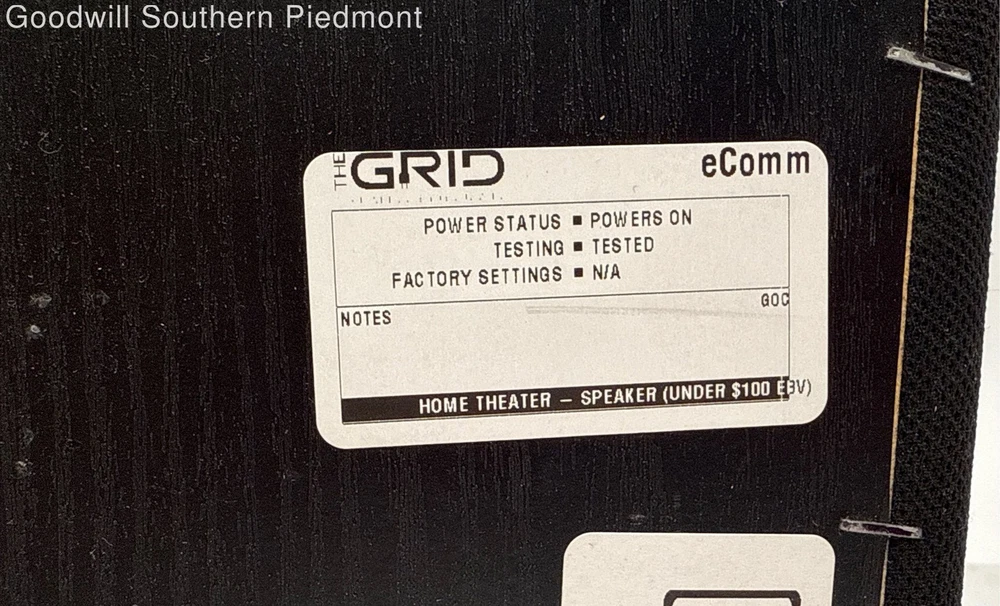 Goodwill Southern Piedmont
THE GRID
eComm
POWER STATUS ■ POWERS ON
TESTING ■ TESTED
FACTORY SETTINGS ■ N/A
GOC
NOTES
HOME THEATER – SPEAKER (UNDER $100 EBV)